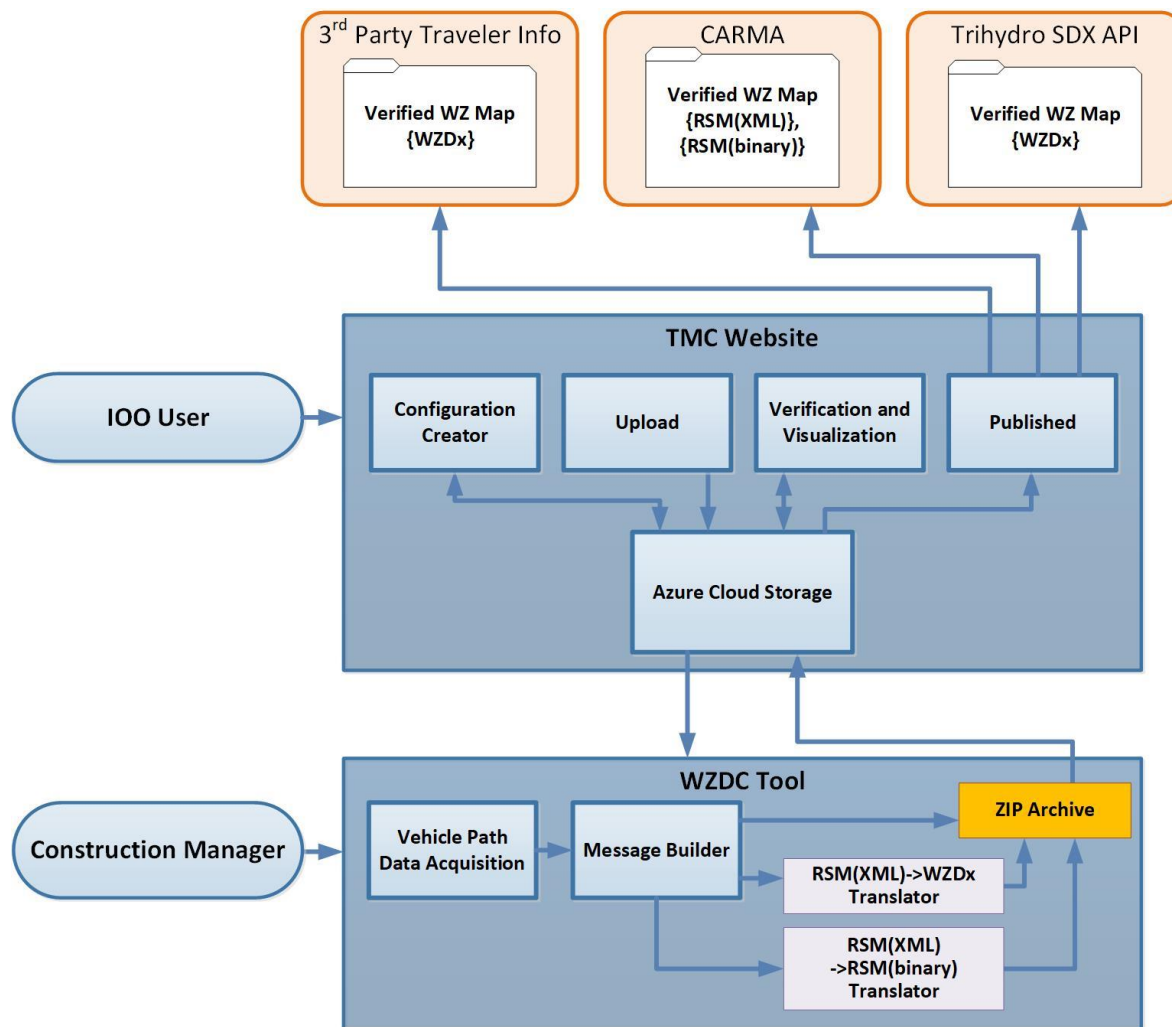 3rd Party Traveler Info
Verified WZ Map
{WZDx}
CARMA
Verified WZ Map
{RSM(XML)},
{RSM(binary)}
Trihydro SDX API
Verified WZ Map
{WZDx}
TMC Website
IOO User
Configuration
Creator
Upload
Verification and
Visualization
Published
Azure Cloud Storage
WZDC Tool
Construction Manager
Vehicle Path
Data Acquisition
Message Builder
ZIP Archive
RSM(XML)->WZDx
Translator
RSM(XML)
->RSM(binary)
Translator